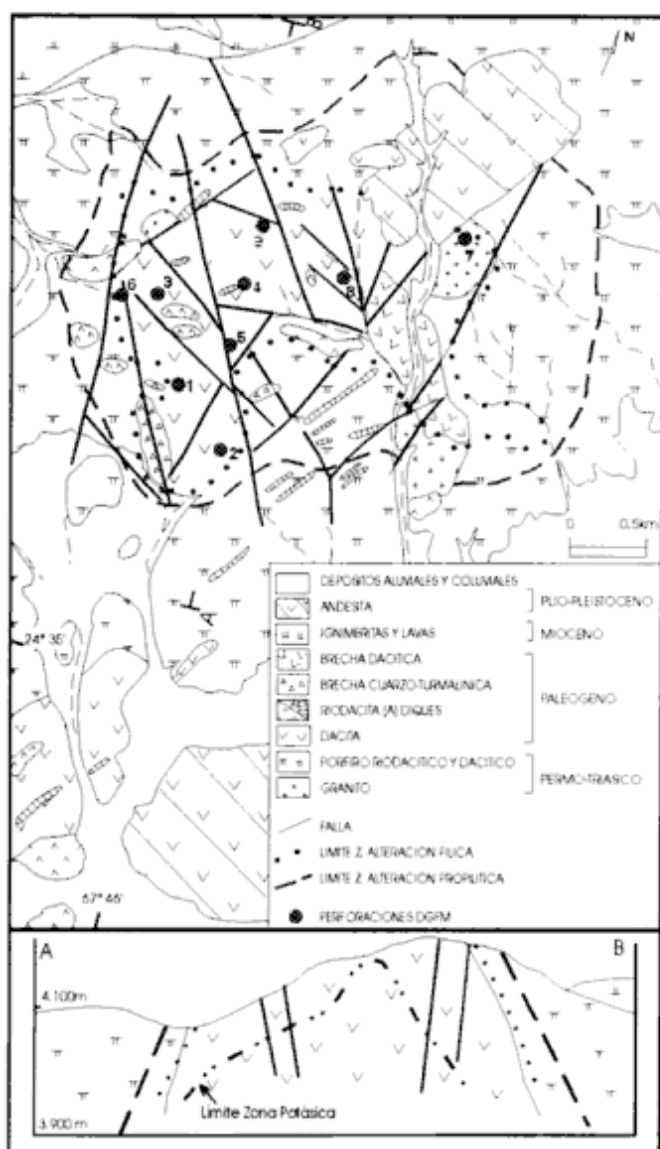 B
N
9
7
6
3
4
8
5
1
2
0 0.5km
A
24° 35'
67° 46'
DEPOSITOS ALUVIALES Y COLUVIALES
ANDESITA
PLIO-PLEISTOCENO
IGNIMBRITAS Y LAVAS
MIOCENO
BRECHA DACITICA
BRECHA CUARZO-TURMALINICA
PALEOGENO
RIODACITA (A) DIQUES
DACITA
PORFIRO RIODACITICO Y DACITICO
PERMO-TRIASICO
GRANITO
FALLA
LIMITE Z. ALTERACION FILICA
LIMITE Z. ALTERACION PROPILITICA
PERFORACIONES DGFM
A B
4.100m
Limite Zona Potásica
3.900 m